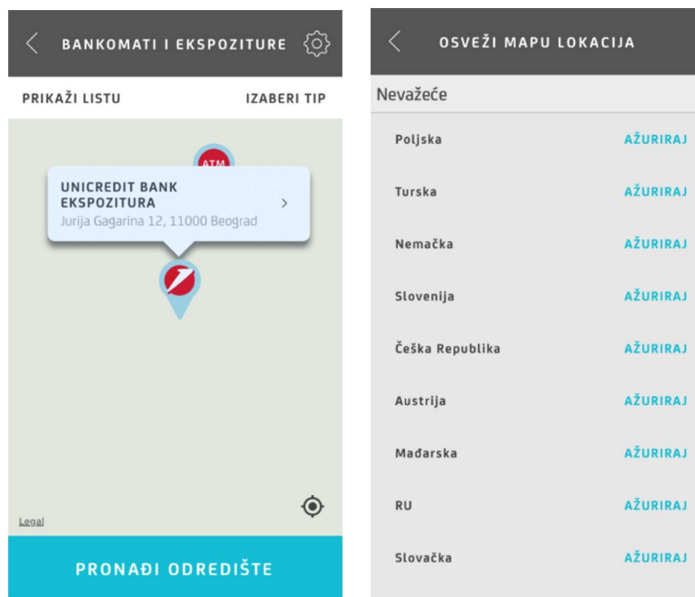 BANKOMATI I EKSPOZITURE
PRIKAŽI LISTU IZABERI TIP
ATM
UNICREDIT BANK
EKSPOZITURA
Jurija Gagarina 12, 11000 Beograd
Legal
PRONAĐI ODREDIŠTE
OSVEŽI MAPU LOKACIJA
Nevažeće
Poljska AŽURIRAJ
Turska AŽURIRAJ
Nemačka AŽURIRAJ
Slovenija AŽURIRAJ
Češka Republika AŽURIRAJ
Austrija AŽURIRAJ
Mađarska AŽURIRAJ
RU AŽURIRAJ
Slovačka AŽURIRAJ